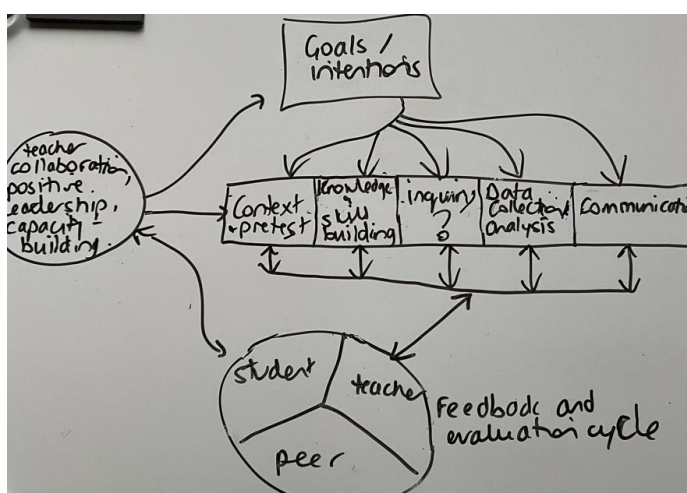 Goals /
intentions
teacher
collaboration,
positive
leadership,
capacity-
building.
Context
+ pretest
Knowledge
+
skill
building
inquiry
?
Data
Collection/
analysis
Communicatio
student
teacher
peer
Feedback and
evaluation cycle